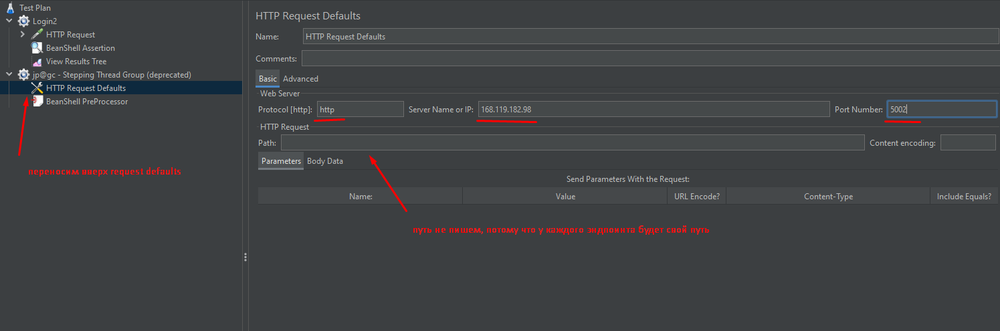 Test Plan
Login2
HTTP Request
BeanShell Assertion
View Results Tree
jp@gc - Stepping Thread Group (deprecated)
HTTP Request Defaults
BeanShell PreProcessor
переносим вверх request defaults
HTTP Request Defaults
Name: HTTP Request Defaults
Comments:
Basic Advanced
Web Server
Protocol [http]: http Server Name or IP: 168.119.182.98 Port Number: 5002
HTTP Request
Path: Content encoding:
Parameters Body Data
Send Parameters With the Request:
Name: Value URL Encode? Content-Type Include Equals?
путь не пишем, потому что у каждого эндпоинта будет свой путь